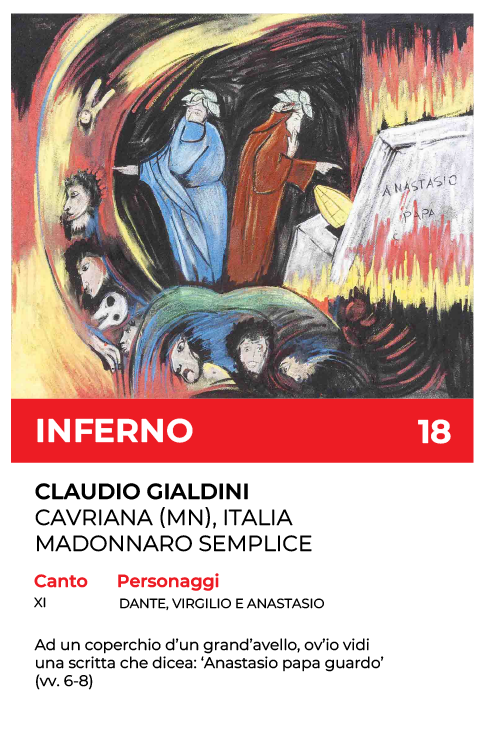 ANASTASIO
PAPA
INFERNO 18
CLAUDIO GIALDINI
CAVRIANA (MN), ITALIA
MADONNARO SEMPLICE
Canto Personaggi
XI DANTE, VIRGILIO E ANASTASIO
Ad un coperchio d’un grand’avello, ov’io vidi
una scritta che dicea: ‘Anastasio papa guardo’
(vv. 6-8)